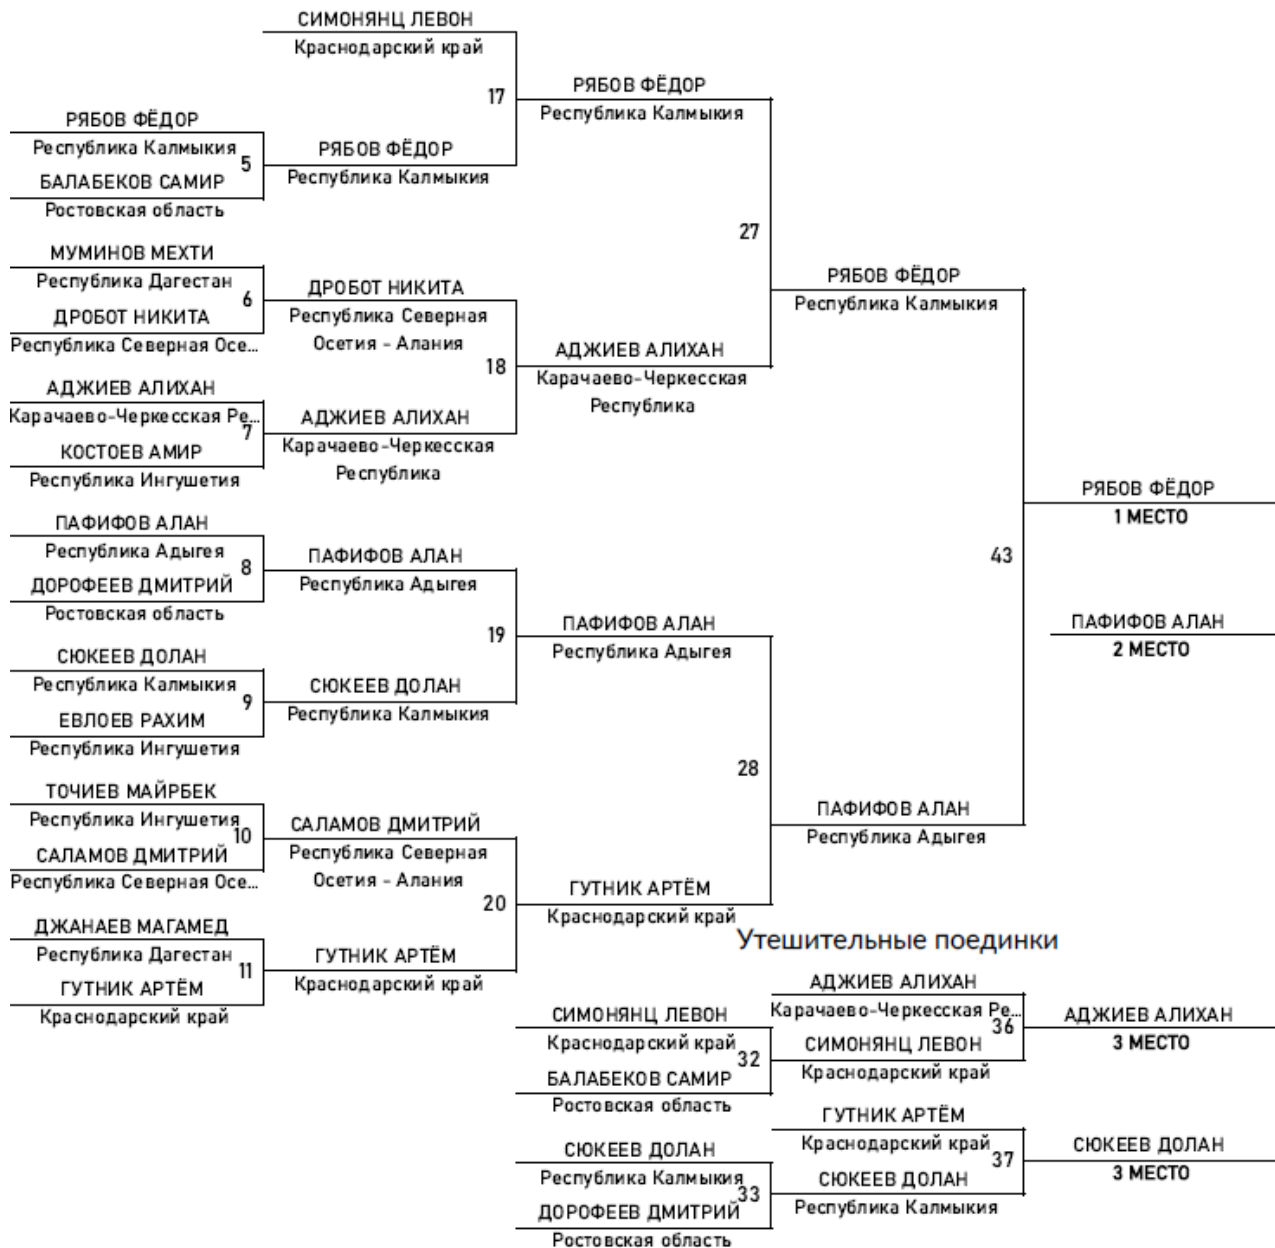 СИМОНЯНЦ ЛЕВОН
Краснодарский край
17
РЯБОВ ФЁДОР
Республика Калмыкия
РЯБОВ ФЁДОР
Республика Калмыкия
5
РЯБОВ ФЁДОР
Республика Калмыкия
БАЛАБЕКОВ САМИР
Ростовская область
27
МУМИНОВ МЕХТИ
Республика Дагестан
6
ДРОБОТ НИКИТА
Республика Северная
Осетия - Алания
РЯБОВ ФЁДОР
Республика Калмыкия
ДРОБОТ НИКИТА
Республика Северная Осе...
18
АДЖИЕВ АЛИХАН
Карачаево-Черкесская
Республика
АДЖИЕВ АЛИХАН
Карачаево-Черкесская Ре...
7
АДЖИЕВ АЛИХАН
Карачаево-Черкесская
Республика
КОСТОЕВ АМИР
Республика Ингушетия
РЯБОВ ФЁДОР
1 МЕСТО
ПАФИФОВ АЛАН
Республика Адыгея
8
ПАФИФОВ АЛАН
Республика Адыгея
43
ДОРОФЕЕВ ДМИТРИЙ
Ростовская область
19
ПАФИФОВ АЛАН
Республика Адыгея
ПАФИФОВ АЛАН
2 МЕСТО
СЮКЕЕВ ДОЛАН
Республика Калмыкия
9
СЮКЕЕВ ДОЛАН
Республика Калмыкия
ЕВЛОЕВ РАХИМ
Республика Ингушетия
28
ТОЧИЕВ МАЙРБЕК
Республика Ингушетия
10
САЛАМОВ ДМИТРИЙ
Республика Северная
Осетия - Алания
ПАФИФОВ АЛАН
Республика Адыгея
САЛАМОВ ДМИТРИЙ
Республика Северная Осе...
20
ГУТНИК АРТЁМ
Краснодарский край
ДЖАНАЕВ МАГАМЕД
Республика Дагестан
11
ГУТНИК АРТЁМ
Краснодарский край
ГУТНИК АРТЁМ
Краснодарский край
Утешительные поединки
АДЖИЕВ АЛИХАН
Карачаево-Черкесская Ре...
36
АДЖИЕВ АЛИХАН
3 МЕСТО
СИМОНЯНЦ ЛЕВОН
Краснодарский край
32
СИМОНЯНЦ ЛЕВОН
Краснодарский край
БАЛАБЕКОВ САМИР
Ростовская область
ГУТНИК АРТЁМ
Краснодарский край
37
СЮКЕЕВ ДОЛАН
3 МЕСТО
СЮКЕЕВ ДОЛАН
Республика Калмыкия
33
СЮКЕЕВ ДОЛАН
Республика Калмыкия
ДОРОФЕЕВ ДМИТРИЙ
Ростовская область